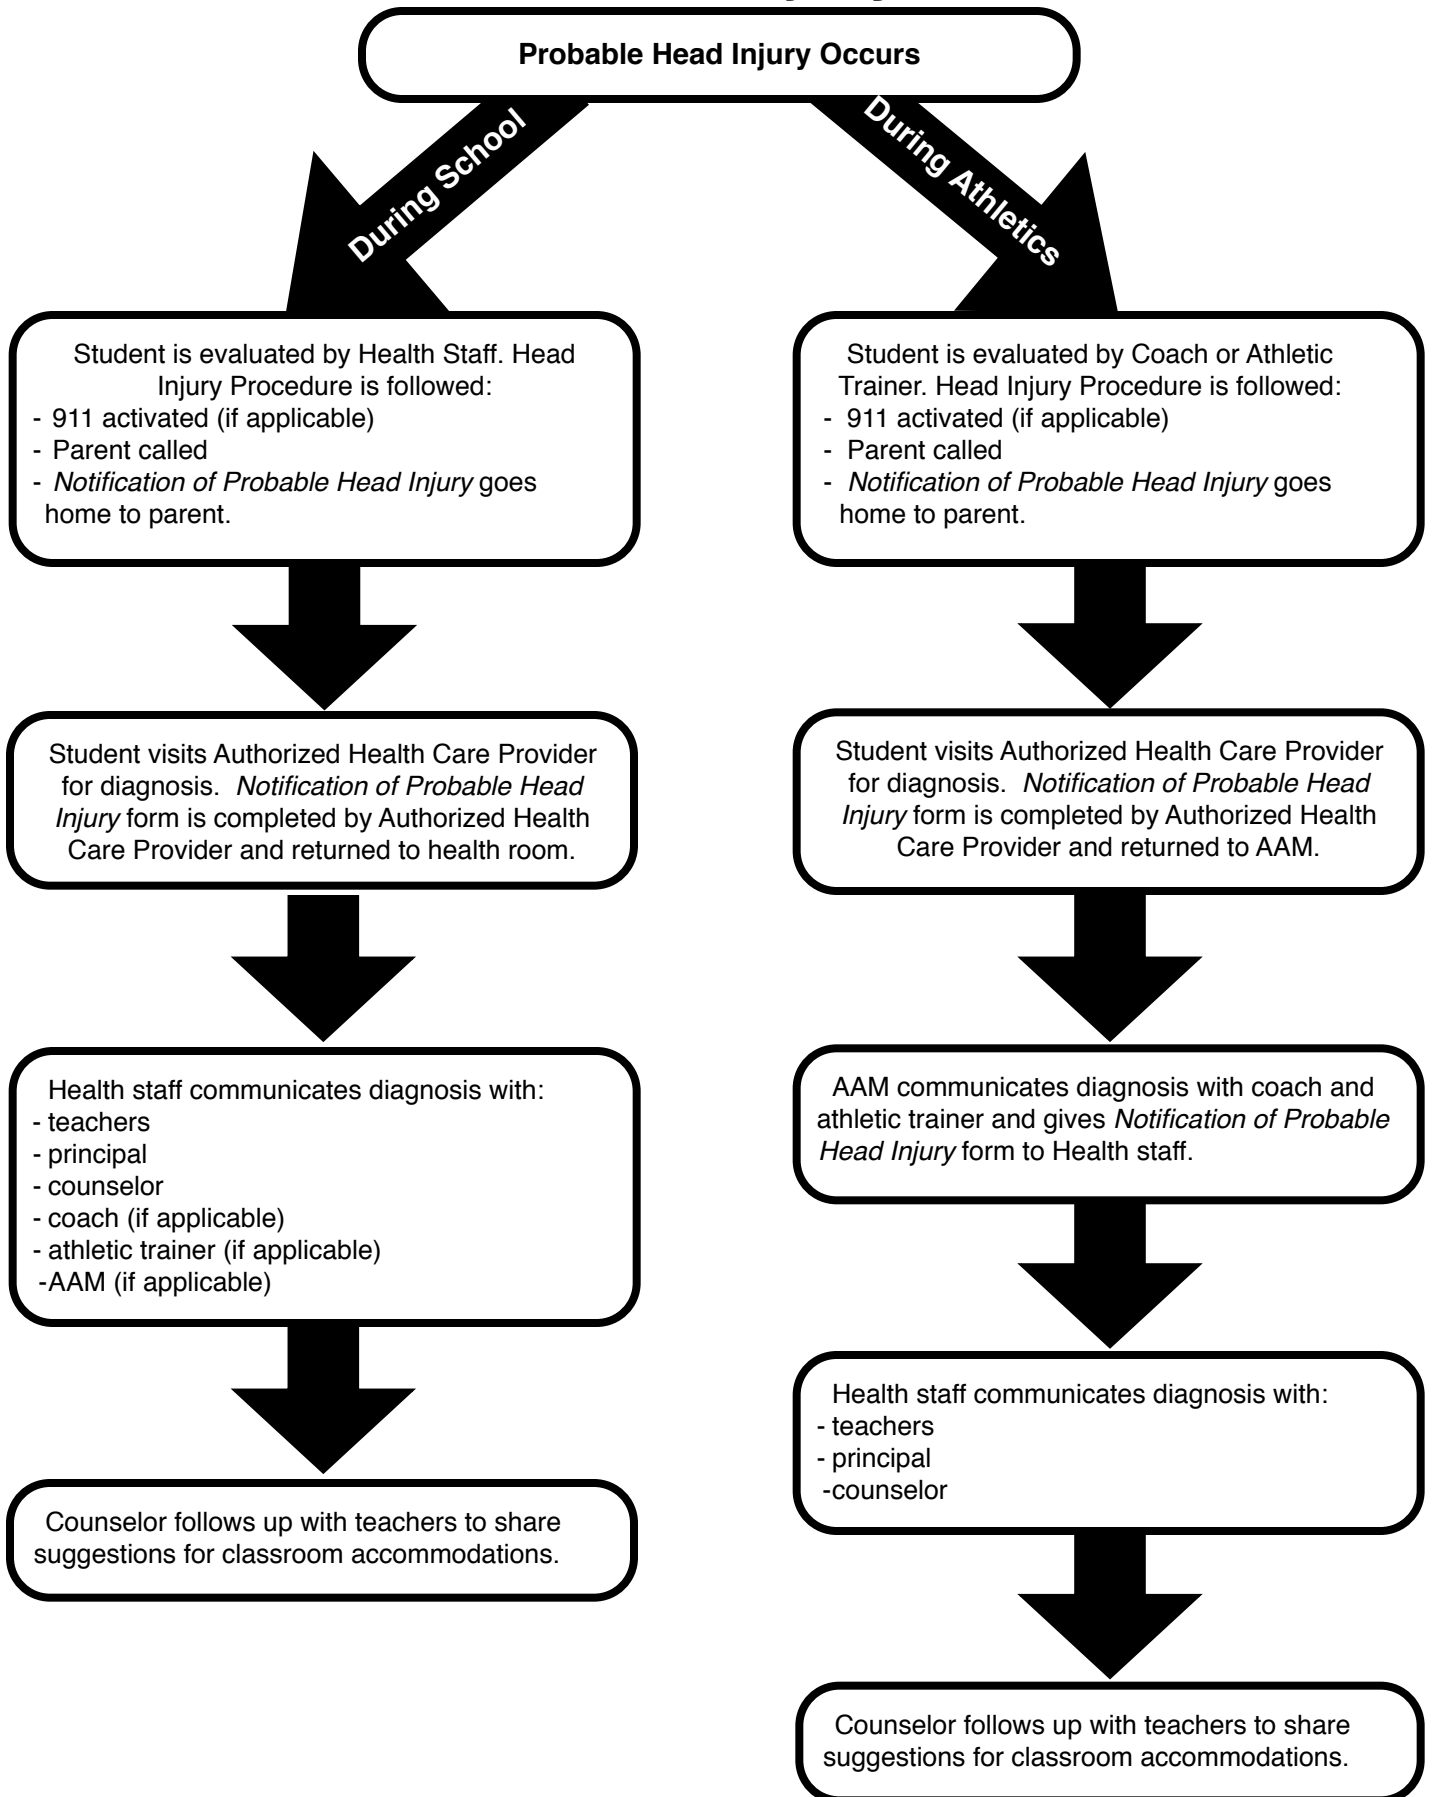 Probable Head Injury Occurs
During School
During Athletics
Student is evaluated by Health Staff. Head
Injury Procedure is followed:
- 911 activated (if applicable)
- Parent called
- Notification of Probable Head Injury goes
home to parent.
Student visits Authorized Health Care Provider
for diagnosis. Notification of Probable Head
Injury form is completed by Authorized Health
Care Provider and returned to health room.
Health staff communicates diagnosis with:
- teachers
- principal
- counselor
- coach (if applicable)
- athletic trainer (if applicable)
-AAM (if applicable)
Counselor follows up with teachers to share
suggestions for classroom accommodations.
Student is evaluated by Coach or Athletic
Trainer. Head Injury Procedure is followed:
- 911 activated (if applicable)
- Parent called
- Notification of Probable Head Injury goes
home to parent.
Student visits Authorized Health Care Provider
for diagnosis. Notification of Probable Head
Injury form is completed by Authorized Health
Care Provider and returned to AAM.
AAM communicates diagnosis with coach and
athletic trainer and gives Notification of Probable
Head Injury form to Health staff.
Health staff communicates diagnosis with:
- teachers
- principal
-counselor
Counselor follows up with teachers to share
suggestions for classroom accommodations.